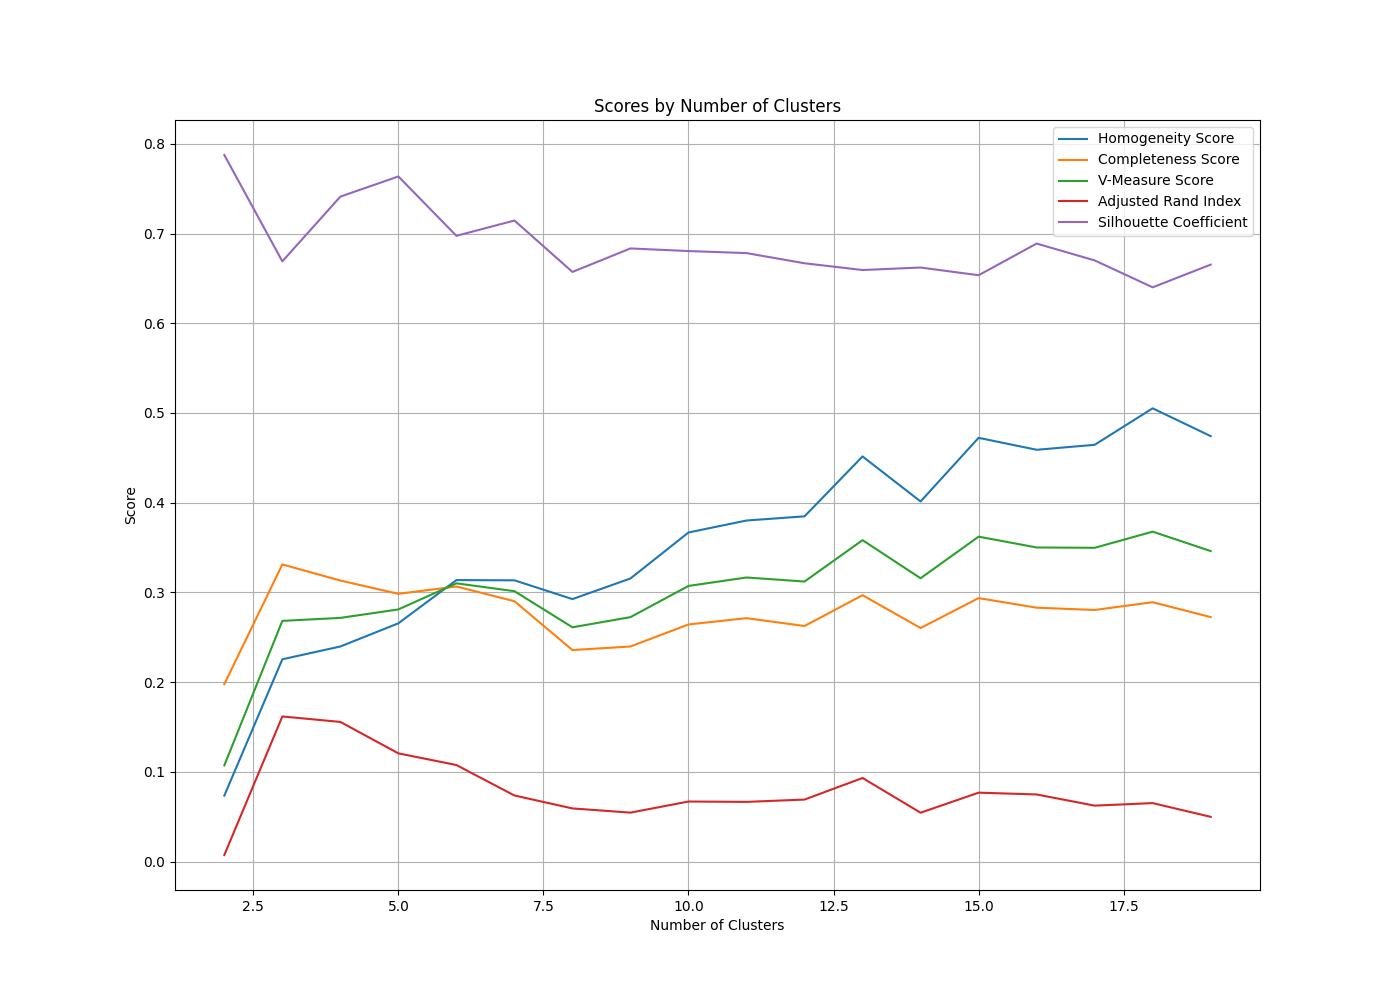 Scores by Number of Clusters
Homogeneity Score
Completeness Score
V-Measure Score
Adjusted Rand Index
Silhouette Coefficient
Score
0.8
0.7
0.6
0.5
0.4
0.3
0.2
0.1
0.0
2.5 5.0 7.5 10.0 12.5 15.0 17.5
Number of Clusters